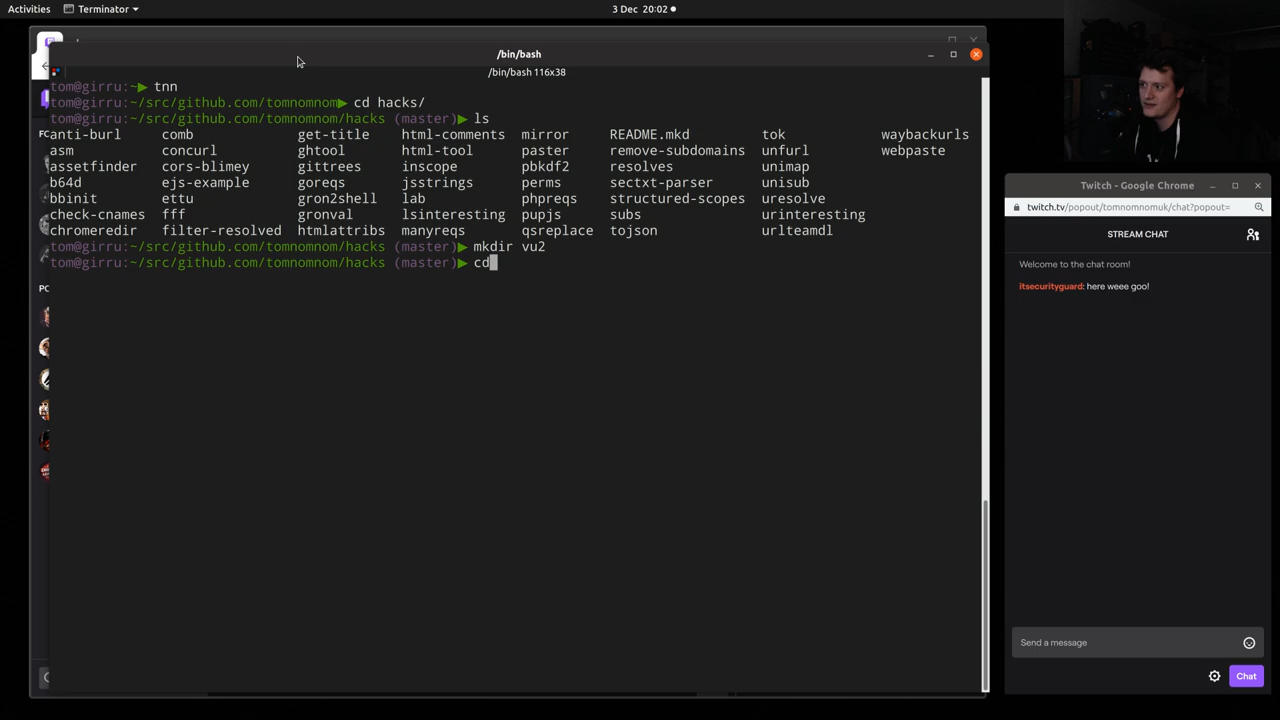 Activities Terminator 3 Dec 20:02
/bin/bash
/bin/bash 116x38
tom@girru:~▶ tnn
tom@girru:~/src/github.com/tomnomnom▶ cd hacks/
tom@girru:~/src/github.com/tomnomnom/hacks (master)▶ ls
anti-burl comb get-title html-comments mirror README.mkd tok waybackurls
asm concurl ghtool html-tool paster remove-subdomains unfurl webpaste
assetfinder cors-blimey gittrees inscope pbkdf2 resolves unimap
b64d ejs-example goreqs jsstrings perms sectxt-parser unisub
bbinit ettu gron2shell lab phpreqs structured-scopes uresolve
check-cnames fff gronval lsinteresting pupjs subs urinteresting
chromeredir filter-resolved htmlattribs manyreqs qsreplace tojson urlteamdl
tom@girru:~/src/github.com/tomnomnom/hacks (master)▶ mkdir vu2
tom@girru:~/src/github.com/tomnomnom/hacks (master)▶ cd
Twitch - Google Chrome
twitch.tv/popout/tomnomnomuk/chat?popout=
STREAM CHAT
Welcome to the chat room!
itsecurityguard: here weee goo!
Send a message
Chat